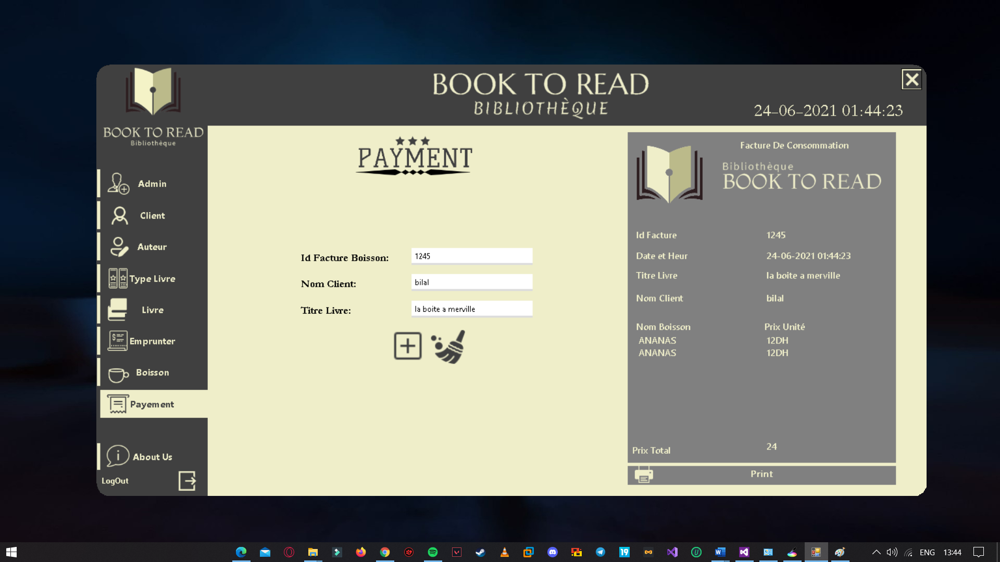 BOOK TO READ
BIBLIOTHÈQUE
24-06-2021 01:44:23
BOOK TO READ
Bibliothèque
Admin
Client
Auteur
Type Livre
Livre
Emprunter
Boisson
Payement
About Us
LogOut
PAYMENT
Id Facture Boisson: 1245
Nom Client: bilal
Titre Livre: la boite a merville
Facture De Consommation
Bibliothèque
BOOK TO READ
Id Facture 1245
Date et Heur 24-06-2021 01:44:23
Titre Livre la boite a merville
Nom Client bilal
Nom Boisson Prix Unité
ANANAS 12DH
ANANAS 12DH
Prix Total 24
Print
19
ENG 13:44